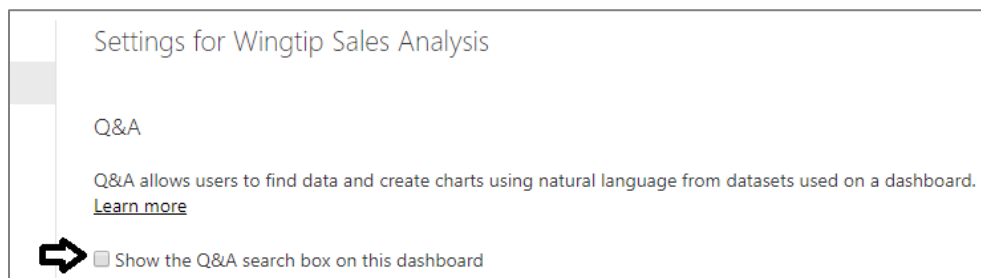 Settings for Wingtip Sales Analysis
Q&A
Q&A allows users to find data and create charts using natural language from datasets used on a dashboard.
Learn more
Show the Q&A search box on this dashboard